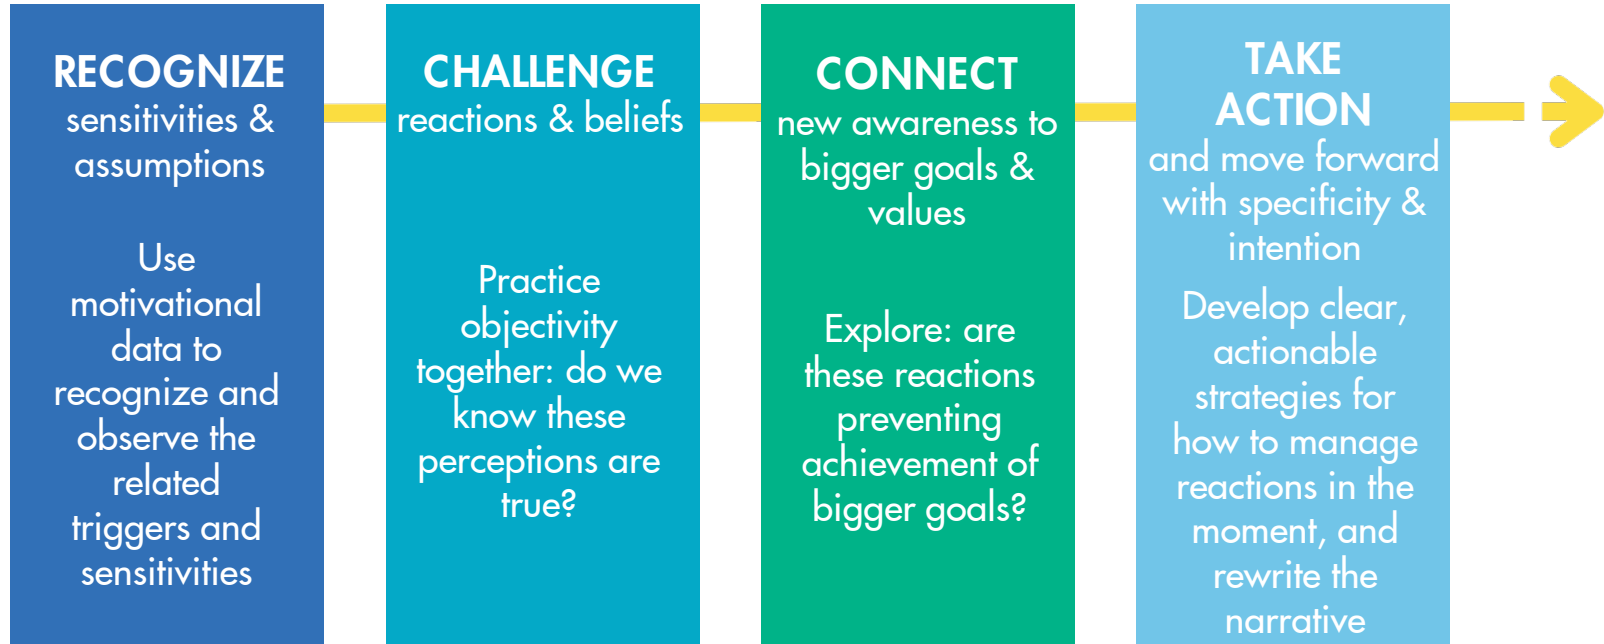 RECOGNIZE
sensitivities &
assumptions
Use
motivational
data to
recognize and
observe the
related
triggers and
sensitivities
CHALLENGE
reactions & beliefs
Practice
objectivity
together: do we
know these
perceptions are
true?
CONNECT
new awareness to
bigger goals &
values
Explore: are
these reactions
preventing
achievement of
bigger goals?
TAKE
ACTION
and move forward
with specificity &
intention
Develop clear,
actionable
strategies for
how to manage
reactions in the
moment, and
rewrite the
narrative